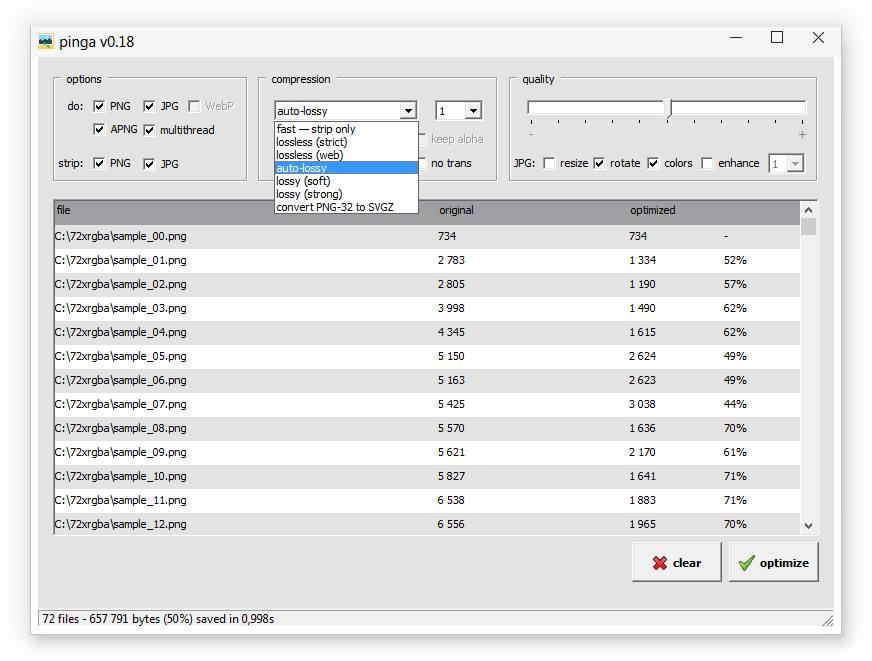 pinga v0.18
options
compression
quality
do: PNG JPG WebP
APNG multithread
strip: PNG JPG
auto-lossy 1
fast — strip only
lossless (strict)
lossless (web)
auto-lossy
lossy (soft)
lossy (strong)
convert PNG-32 to SVGZ
keep alpha
no trans
- +
JPG: resize rotate colors enhance 1
file original optimized
C:\72xrgba\sample_00.png 734 734 -
C:\72xrgba\sample_01.png 2 783 1 334 52%
C:\72xrgba\sample_02.png 2 805 1 190 57%
C:\72xrgba\sample_03.png 3 998 1 490 62%
C:\72xrgba\sample_04.png 4 345 1 615 62%
C:\72xrgba\sample_05.png 5 150 2 624 49%
C:\72xrgba\sample_06.png 5 163 2 623 49%
C:\72xrgba\sample_07.png 5 425 3 038 44%
C:\72xrgba\sample_08.png 5 570 1 636 70%
C:\72xrgba\sample_09.png 5 621 2 170 61%
C:\72xrgba\sample_10.png 5 827 1 641 71%
C:\72xrgba\sample_11.png 6 538 1 883 71%
C:\72xrgba\sample_12.png 6 556 1 965 70%
clear
optimize
72 files - 657 791 bytes (50%) saved in 0,998s